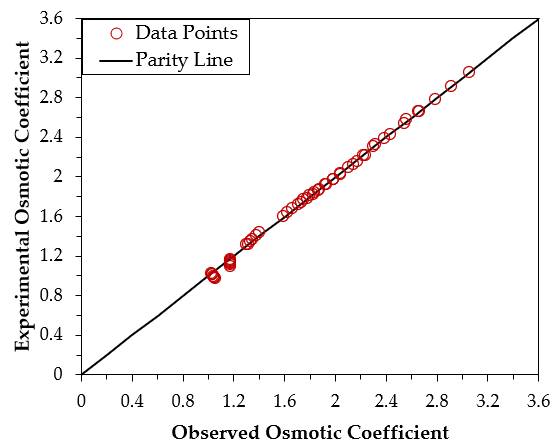 Data Points
Parity Line
Experimental Osmotic Coefficient
3.6
3.2
2.8
2.4
2
1.6
1.2
0.8
0.4
0
0 0.4 0.8 1.2 1.6 2 2.4 2.8 3.2 3.6
Observed Osmotic Coefficient